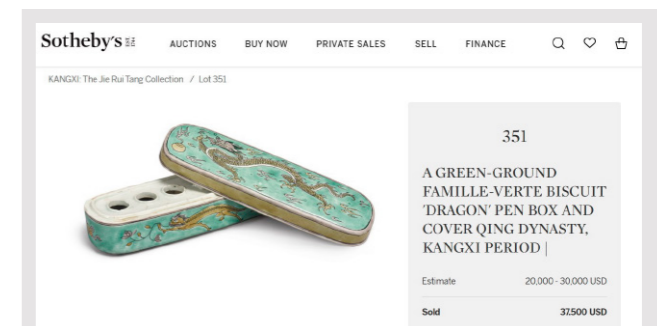 Sotheby's EST. 1744
AUCTIONS BUY NOW PRIVATE SALES SELL FINANCE
KANGXI: The Jie Rui Tang Collection / Lot 351
351
A GREEN-GROUND
FAMILLE-VERTE BISCUIT
'DRAGON' PEN BOX AND
COVER QING DYNASTY,
KANGXI PERIOD |
Estimate 20,000 - 30,000 USD
Sold 37,500 USD